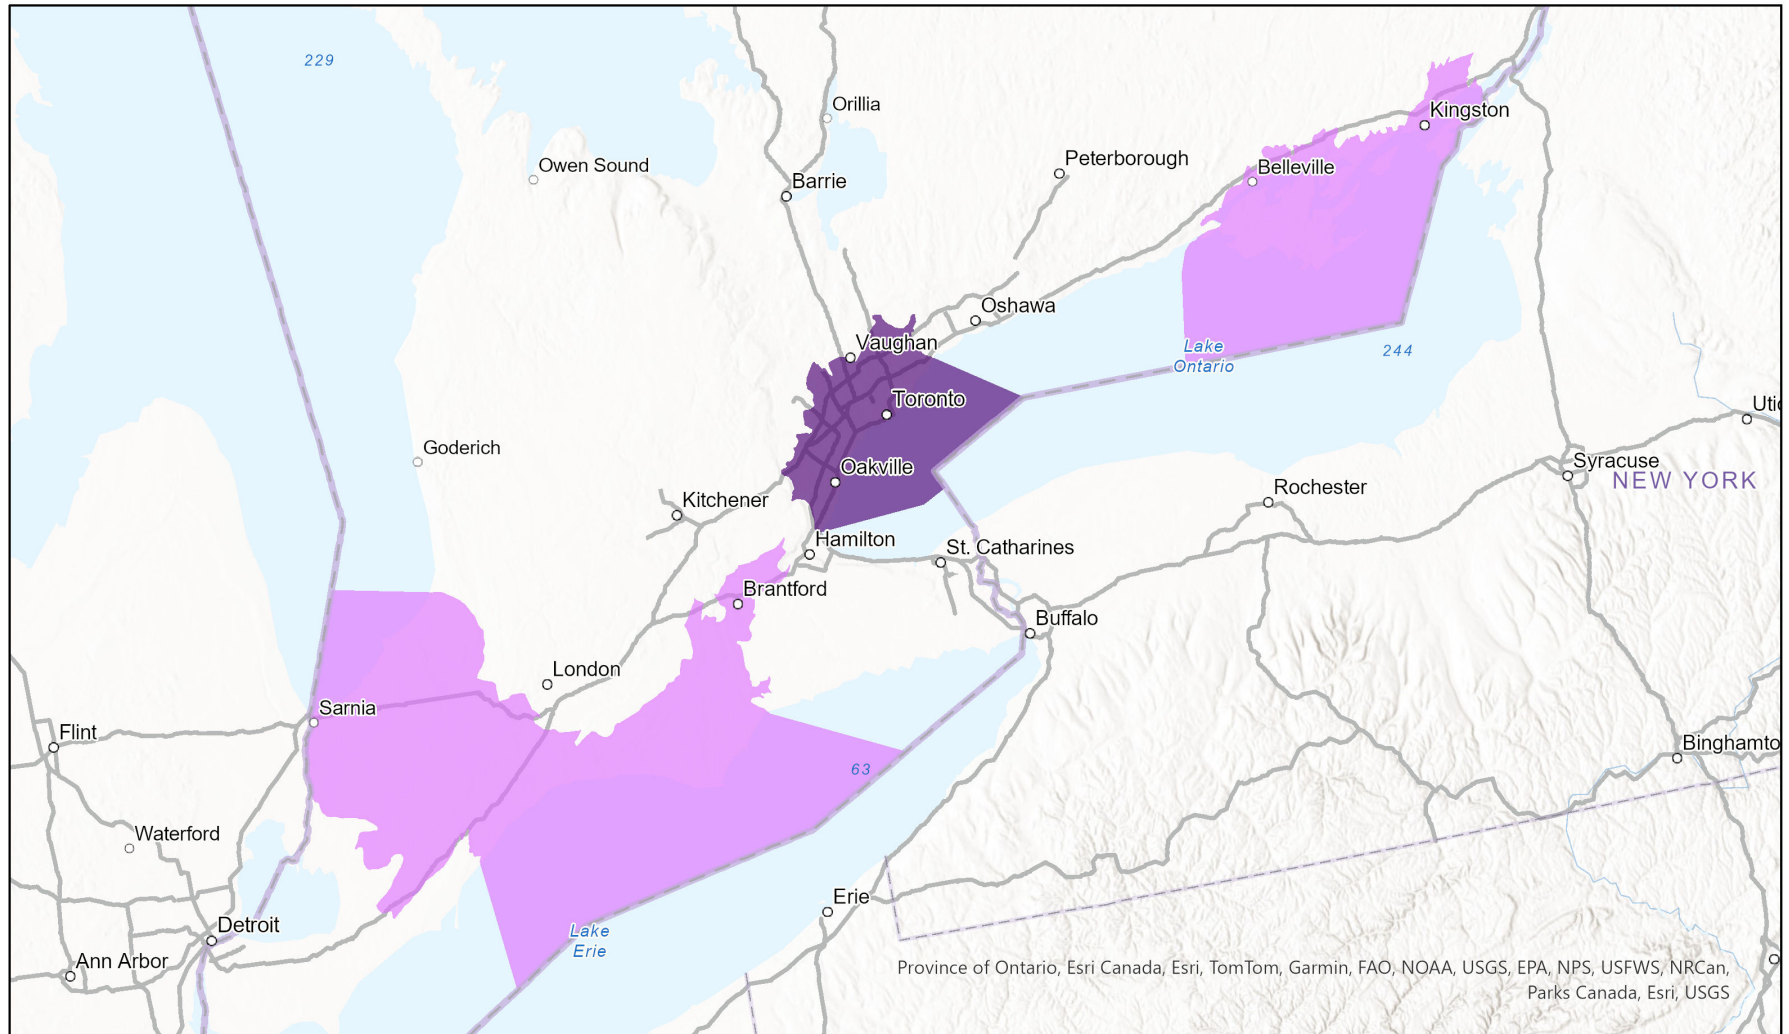 229
Orillia
Owen Sound
Peterborough
Barrie
Kingston
Belleville
Oshawa
Vaughan
Lake
Ontario
244
Toronto
Utic
Goderich
Oakville
Syracuse
NEW YORK
Kitchener
Rochester
Hamilton
St. Catharines
Brantford
Buffalo
London
Sarnia
Flint
Binghamto
63
Waterford
Erie
Detroit
Lake
Erie
Ann Arbor
Province of Ontario, Esri Canada, Esri, TomTom, Garmin, FAO, NOAA, USGS, EPA, NPS, USFWS, NRCan,
Parks Canada, Esri, USGS